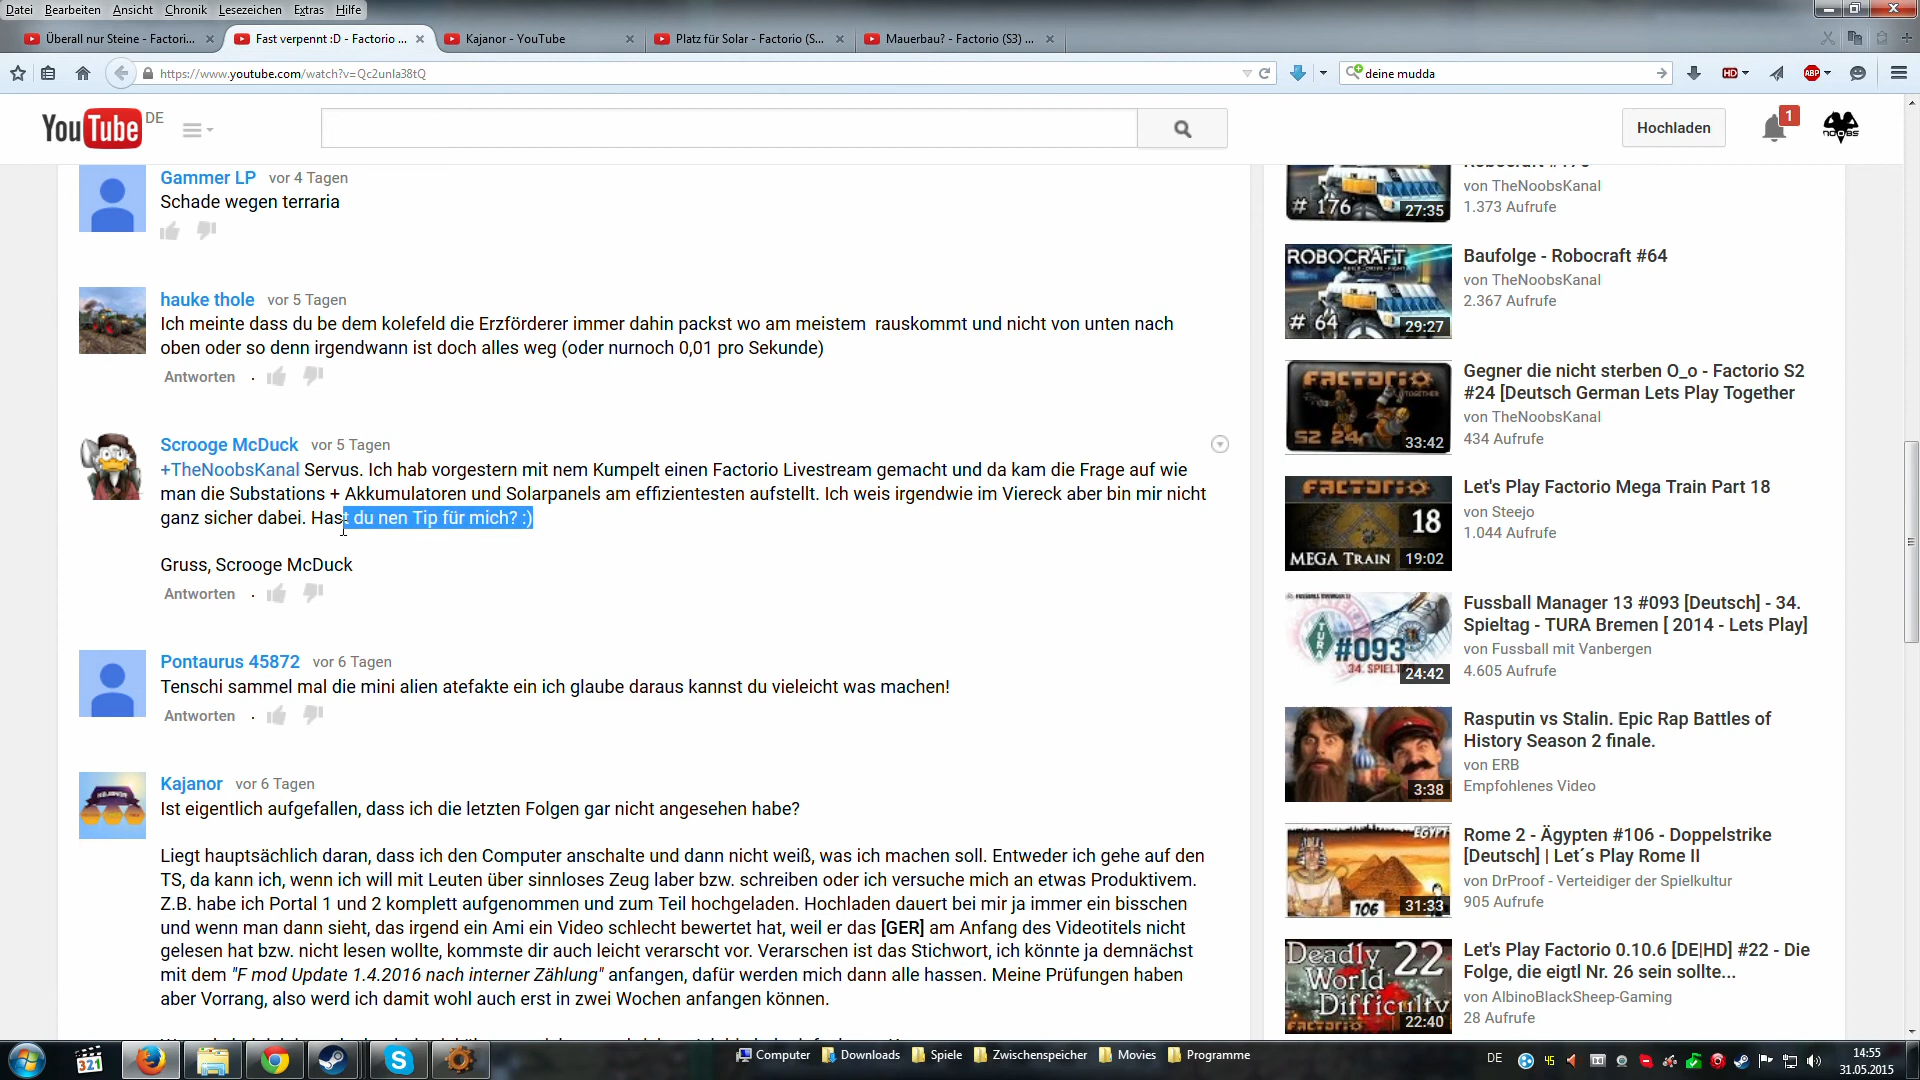 Datei Bearbeiten Ansicht Chronik Lesezeichen Extras Hilfe
Überall nur Steine - Factori...
Fast verpennt :D - Factorio ...
Kajanor - YouTube
Platz für Solar - Factorio (S...
Mauerbau? - Factorio (S3) ...
https://www.youtube.com/watch?v=Qc2unla38tQ
deine mudda
HD
ABP
YouTube DE
Hochladen
1
NOOBS
Gammer LP vor 4 Tagen
Schade wegen terraria
hauke thole vor 5 Tagen
Ich meinte dass du be dem kolefeld die Erzförderer immer dahin packst wo am meistem rauskommt und nicht von unten nach
oben oder so denn irgendwann ist doch alles weg (oder nurnoch 0,01 pro Sekunde)
Antworten .
Scrooge McDuck vor 5 Tagen
+TheNoobsKanal Servus. Ich hab vorgestern mit nem Kumpelt einen Factorio Livestream gemacht und da kam die Frage auf wie
man die Substations + Akkumulatoren und Solarpanels am effizientesten aufstellt. Ich weis irgendwie im Viereck aber bin mir nicht
ganz sicher dabei. Hast du nen Tip für mich? :)
Gruss, Scrooge McDuck
Antworten .
Pontaurus 45872 vor 6 Tagen
Tenschi sammel mal die mini alien atefakte ein ich glaube daraus kannst du vieleicht was machen!
Antworten .
Kajanor vor 6 Tagen
Ist eigentlich aufgefallen, dass ich die letzten Folgen gar nicht angesehen habe?
Liegt hauptsächlich daran, dass ich den Computer anschalte und dann nicht weiß, was ich machen soll. Entweder ich gehe auf den
TS, da kann ich, wenn ich will mit Leuten über sinnloses Zeug laber bzw. schreiben oder ich versuche mich an etwas Produktivem.
Z.B. habe ich Portal 1 und 2 komplett aufgenommen und zum Teil hochgeladen. Hochladen dauert bei mir ja immer ein bisschen
und wenn man dann sieht, das irgend ein Ami ein Video schlecht bewertet hat, weil er das [GER] am Anfang des Videotitels nicht
gelesen hat bzw. nicht lesen wollte, kommste dir auch leicht verarscht vor. Verarschen ist das Stichwort, ich könnte ja demnächst
mit dem "F mod Update 1.4.2016 nach interner Zählung" anfangen, dafür werden mich dann alle hassen. Meine Prüfungen haben
aber Vorrang, also werd ich damit wohl auch erst in zwei Wochen anfangen können.
# 176
27:35
von TheNoobsKanal
1.373 Aufrufe
ROBOCRAFT
# 64
29:27
Baufolge - Robocraft #64
von TheNoobsKanal
2.367 Aufrufe
FACTORIO
TOGETHER
S2 24
33:42
Gegner die nicht sterben O_o - Factorio S2
#24 [Deutsch German Lets Play Together
von TheNoobsKanal
434 Aufrufe
FACTORIO
18
MEGA TRAIN
19:02
Let's Play Factorio Mega Train Part 18
von Steejo
1.044 Aufrufe
#093
34. SPIELT
24:42
Fussball Manager 13 #093 [Deutsch] - 34.
Spieltag - TURA Bremen [ 2014 - Lets Play]
von Fussball mit Vanbergen
4.605 Aufrufe
3:38
Rasputin vs Stalin. Epic Rap Battles of
History Season 2 finale.
von ERB
Empfohlenes Video
EGYPT
106
31:33
Rome 2 - Ägypten #106 - Doppelstrike
[Deutsch] | Let´s Play Rome II
von DrProof - Verteidiger der Spielkultur
905 Aufrufe
Deadly 22
World
Difficulty
FACTORIO
22:40
Let's Play Factorio 0.10.6 [DE|HD] #22 - Die
Folge, die eigtl Nr. 26 sein sollte...
von AlbinoBlackSheep-Gaming
28 Aufrufe
321
Computer Downloads Spiele Zwischenspeicher Movies Programme
DE
45
14:55
31.05.2015